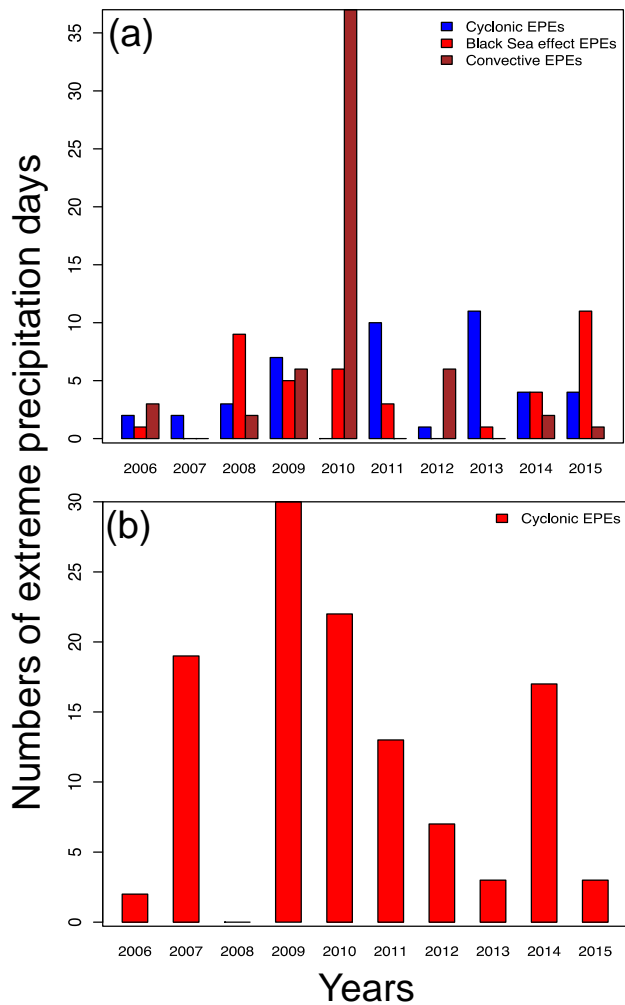 (a)
Cyclonic EPEs
Black Sea effect EPEs
Convective EPEs
35
30
25
20
15
10
5
0
2006 2007 2008 2009 2010 2011 2012 2013 2014 2015
Numbers of extreme precipitation days
(b)
Cyclonic EPEs
30
25
20
15
10
5
0
2006 2007 2008 2009 2010 2011 2012 2013 2014 2015
Years